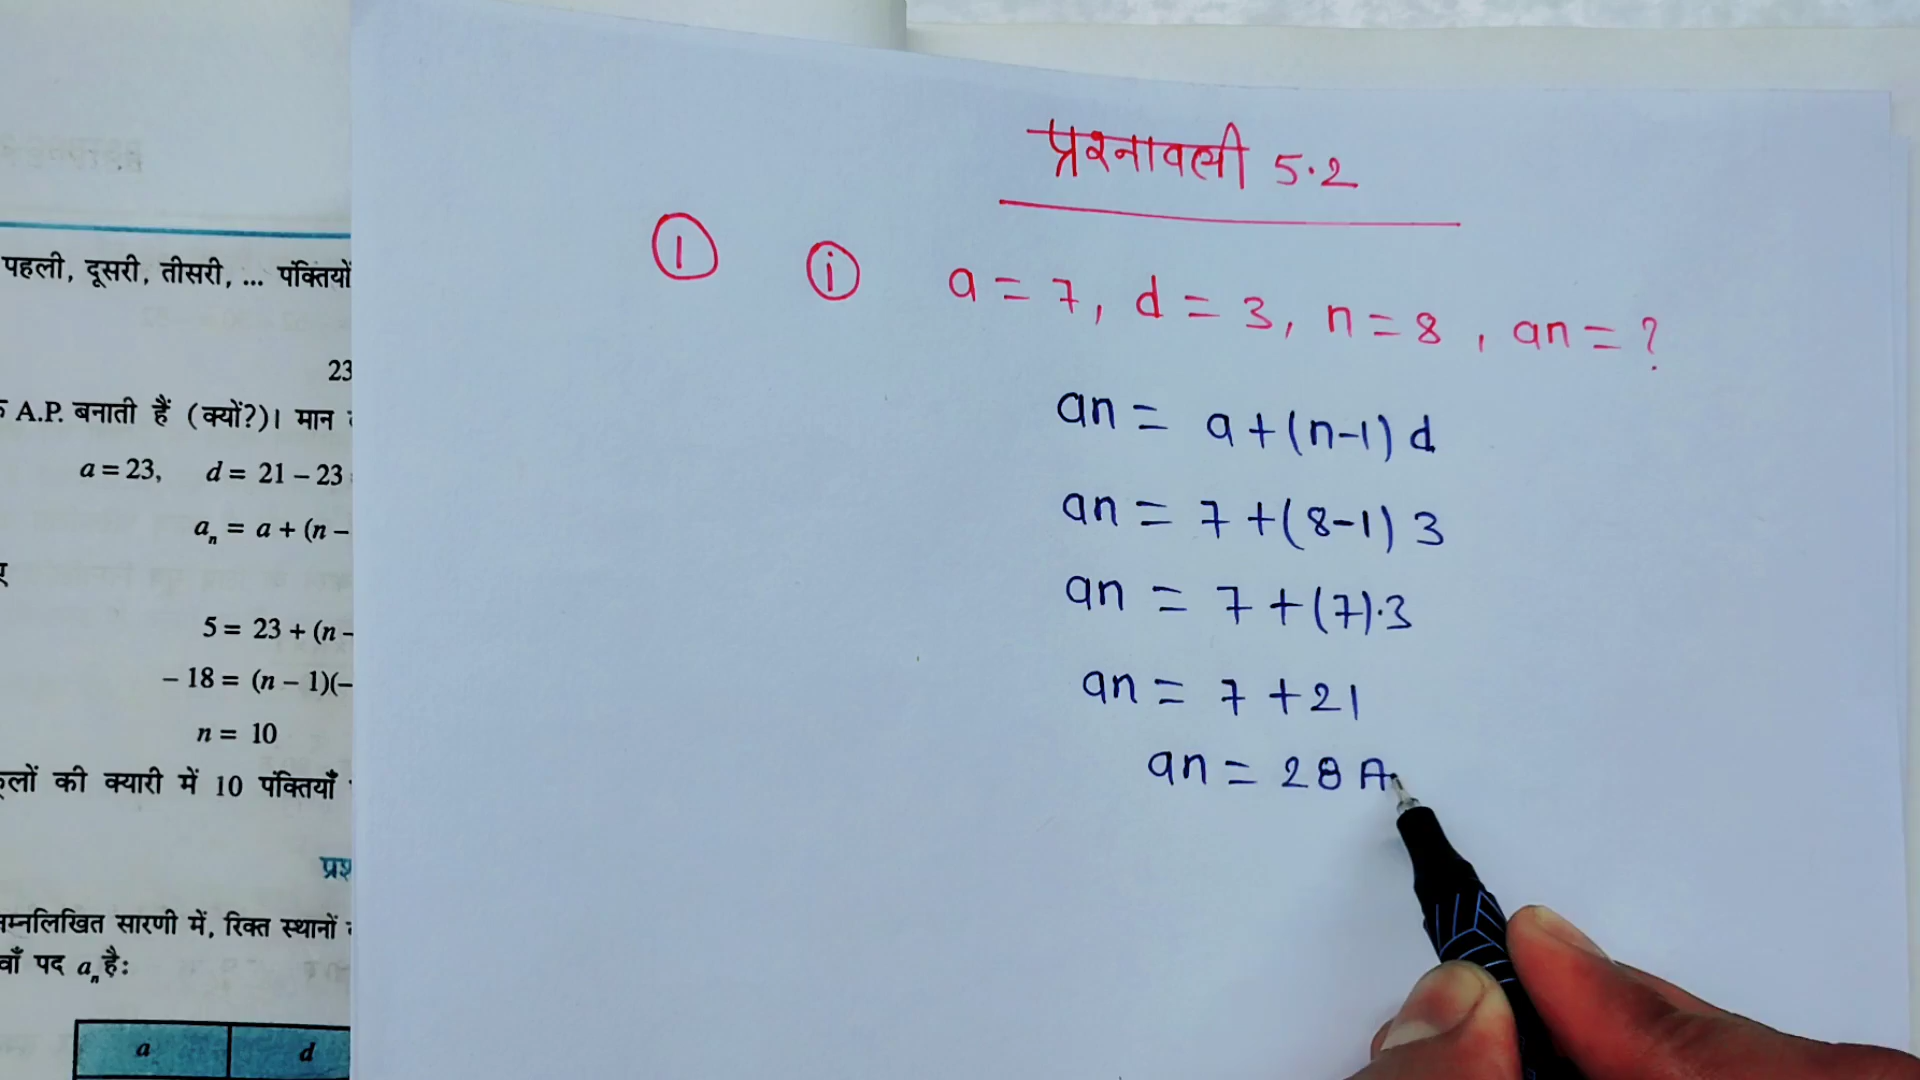 पहली, दूसरी, तीसरी, ... पंक्तियों
23
A.P. बनाती हैं (क्यों?)। मान
a = 23, d = 21 – 23
aₙ = a + (n –
5 = 23 + (n –
– 18 = (n – 1)(–
n = 10
की क्यारी में 10 पंक्तियाँ
पद aₙ है:
a d
प्रश्नावली 5.2
① ⓘ a = 7, d = 3, n = 8, an = ?
an = a + (n-1) d
an = 7 + (8-1) 3
an = 7 + (7).3
an = 7 + 21
an = 28 A